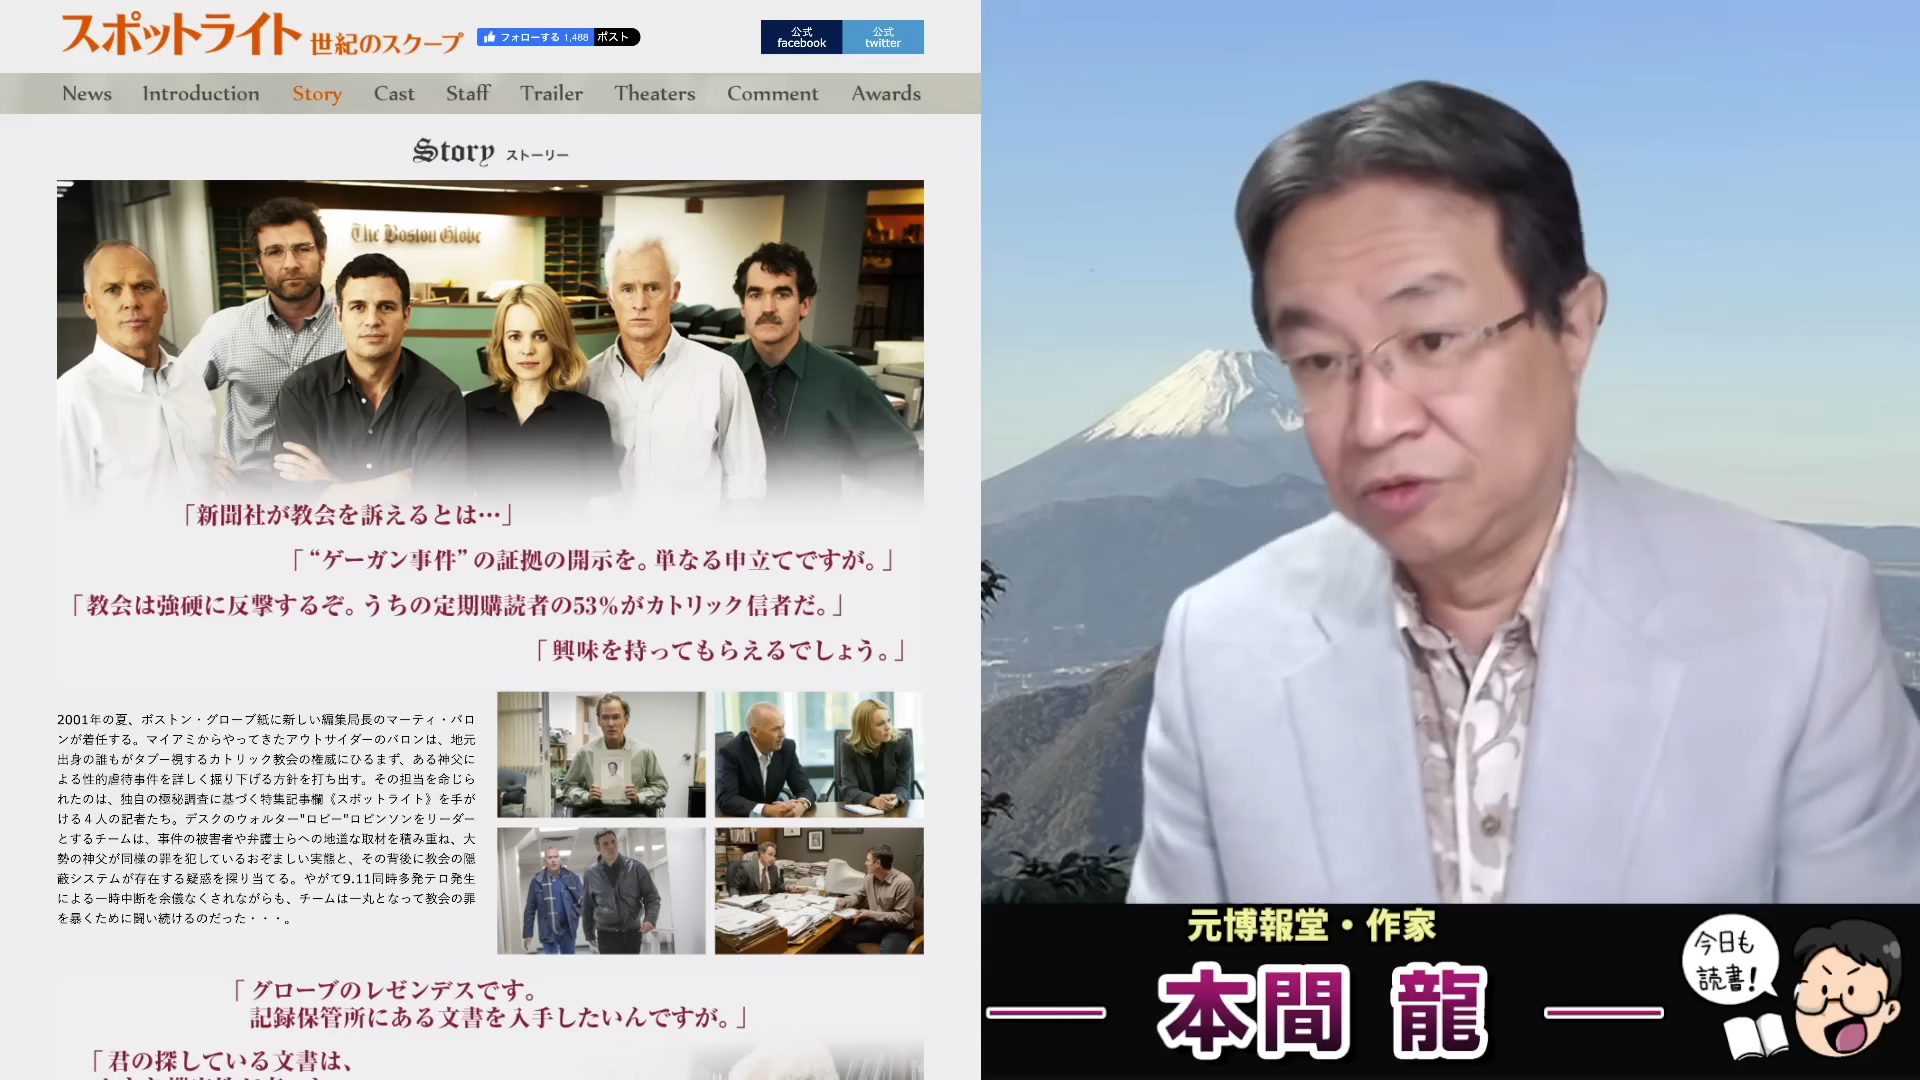 スポットライト 世紀のスクープ
フォローする 1,488
ポスト
公式
facebook
公式
twitter
News Introduction Story Cast Staff Trailer Theaters Comment Awards
Story ストーリー
The Boston Globe
「新聞社が教会を訴えるとは…」
「“ゲーガン事件”の証拠の開示を。単なる申立てですが。」
「教会は強硬に反撃するぞ。うちの定期購読者の53%がカトリック信者だ。」
「興味を持ってもらえるでしょう。」
2001年の夏、ボストン・グローブ紙に新しい編集局長のマーティ・バロ
ンが着任する。マイアミからやってきたアウトサイダーのバロンは、地元
出身の誰もがタブー視するカトリック教会の権威にひるまず、ある神父に
よる性的虐待事件を詳しく掘り下げる方針を打ち出す。その担当を命じら
れたのは、独自の極秘調査に基づく特集記事欄《スポットライト》を手が
ける４人の記者たち。デスクのウォルター"ロビー"ロビンソンをリーダー
とするチームは、事件の被害者や弁護士らへの地道な取材を積み重ね、大
勢の神父が同様の罪を犯しているおぞましい実態と、その背後に教会の隠
蔽システムが存在する疑惑を探り当てる。やがて9.11同時多発テロ発生
による一時中断を余儀なくされながらも、チームは一丸となって教会の罪
を暴くために闘い続けるのだった・・・。
「グローブのレゼンデスです。
記録保管所にある文書を入手したいんですが。」
「君の探している文書は、
元博報堂・作家
本間 龍
今日も
読書!